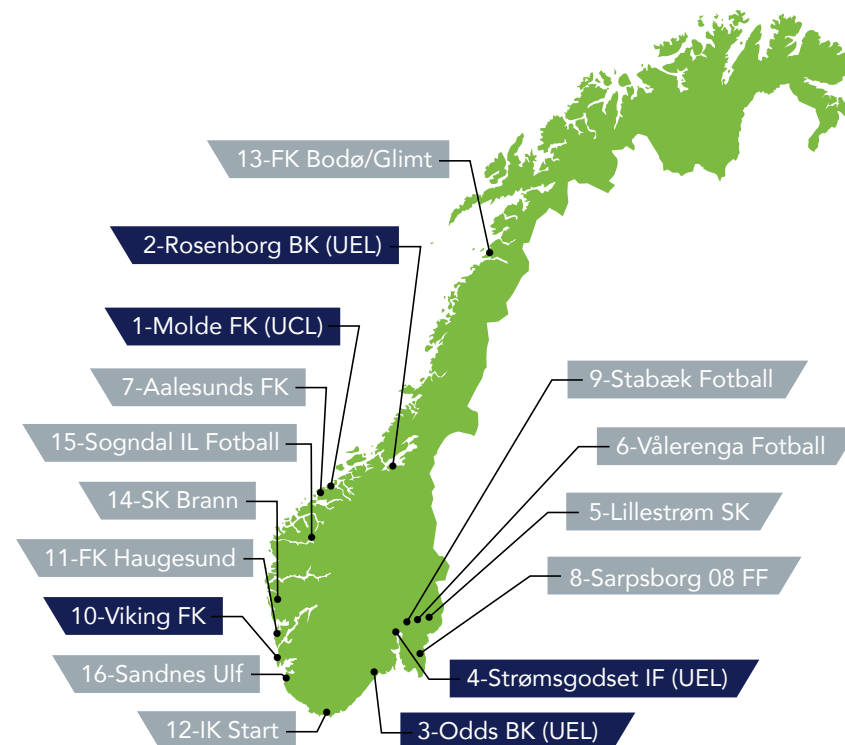 13-FK Bodø/Glimt
2-Rosenborg BK (UEL)
1-Molde FK (UCL)
7-Aalesunds FK
9-Stabæk Fotball
15-Sogndal IL Fotball
6-Vålerenga Fotball
14-SK Brann
5-Lillestrøm SK
11-FK Haugesund
8-Sarpsborg 08 FF
10-Viking FK
16-Sandnes Ulf
4-Strømsgodset IF (UEL)
12-IK Start
3-Odds BK (UEL)